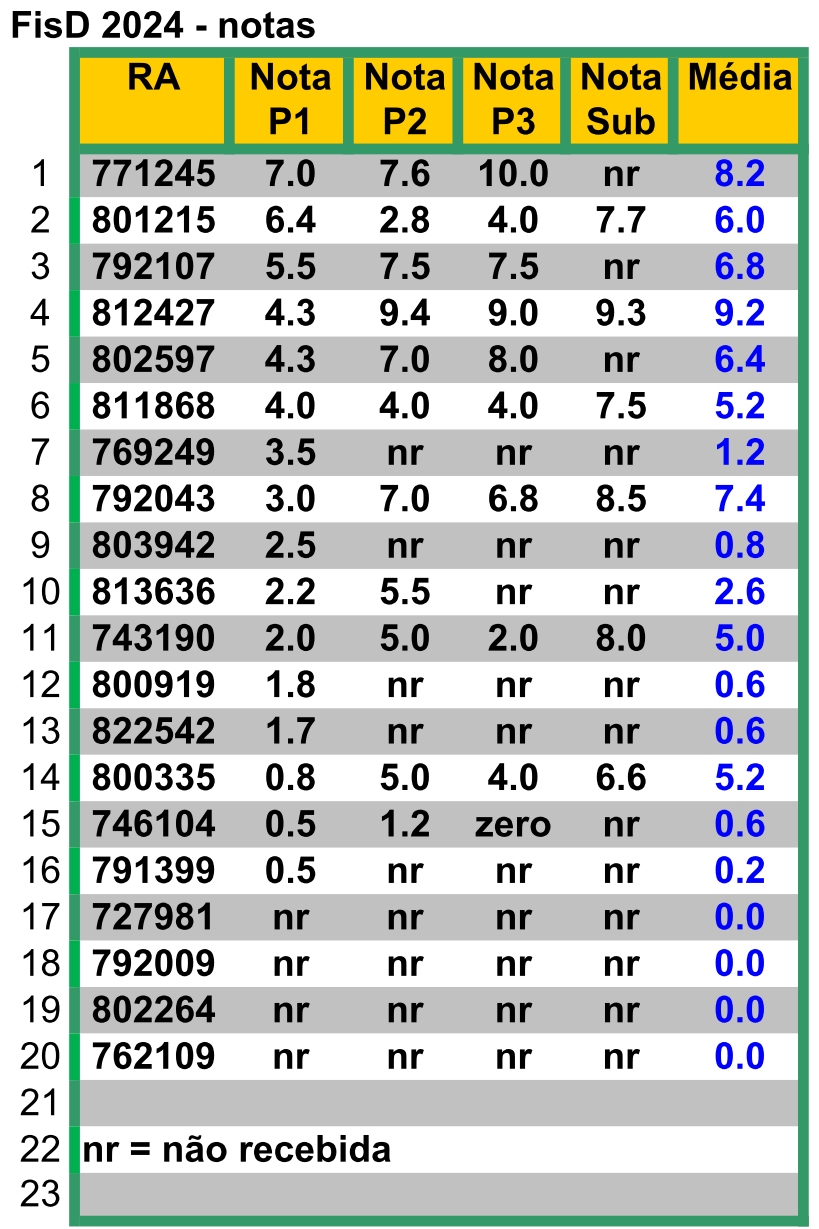 FisD 2024 - notas
RA Nota P1 Nota P2 Nota P3 Nota Sub Média
1 771245 7.0 7.6 10.0 nr 8.2
2 801215 6.4 2.8 4.0 7.7 6.0
3 792107 5.5 7.5 7.5 nr 6.8
4 812427 4.3 9.4 9.0 9.3 9.2
5 802597 4.3 7.0 8.0 nr 6.4
6 811868 4.0 4.0 4.0 7.5 5.2
7 769249 3.5 nr nr nr 1.2
8 792043 3.0 7.0 6.8 8.5 7.4
9 803942 2.5 nr nr nr 0.8
10 813636 2.2 5.5 nr nr 2.6
11 743190 2.0 5.0 2.0 8.0 5.0
12 800919 1.8 nr nr nr 0.6
13 822542 1.7 nr nr nr 0.6
14 800335 0.8 5.0 4.0 6.6 5.2
15 746104 0.5 1.2 zero nr 0.6
16 791399 0.5 nr nr nr 0.2
17 727981 nr nr nr nr 0.0
18 792009 nr nr nr nr 0.0
19 802264 nr nr nr nr 0.0
20 762109 nr nr nr nr 0.0
21
22 nr = não recebida
23